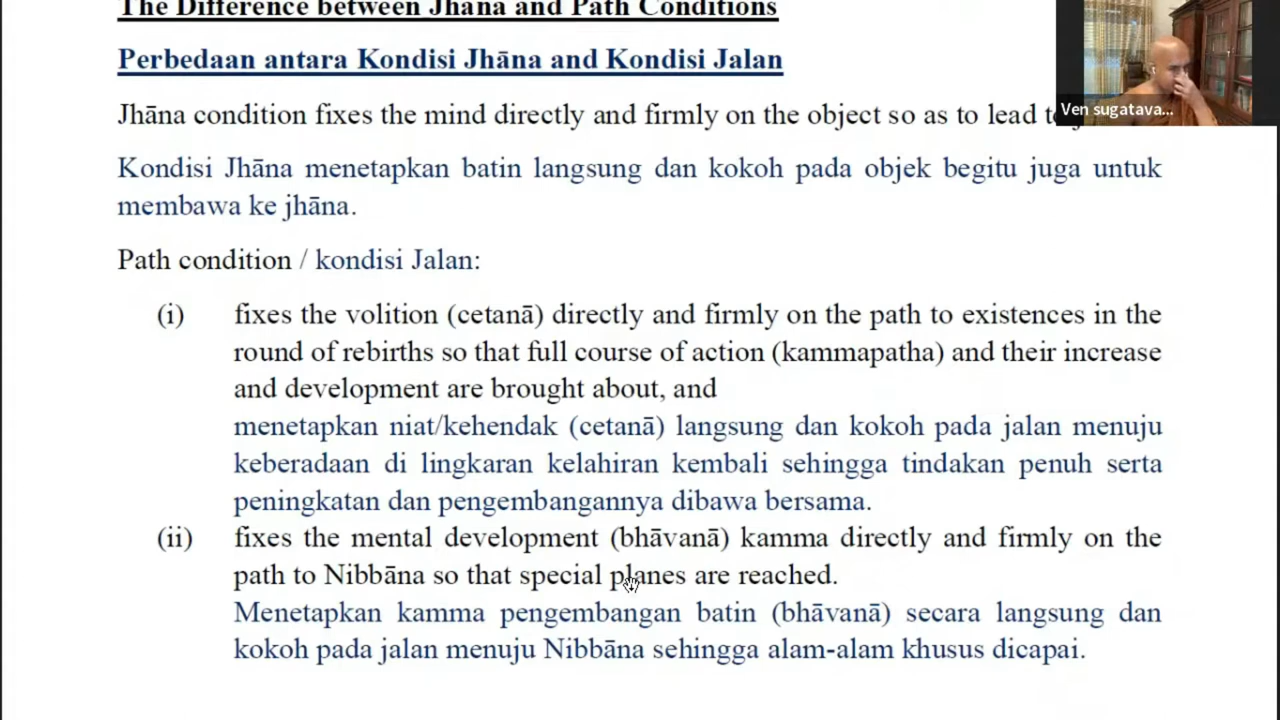 The Difference between Jhāna and Path Conditions
Perbedaan antara Kondisi Jhāna and Kondisi Jalan
Ven sugatava...
Jhāna condition fixes the mind directly and firmly on the object so as to lead
Kondisi Jhāna menetapkan batin langsung dan kokoh pada objek begitu juga untuk
membawa ke jhāna.
Path condition / kondisi Jalan:
(i) fixes the volition (cetanā) directly and firmly on the path to existences in the
round of rebirths so that full course of action (kammapatha) and their increase
and development are brought about, and
menetapkan niat/kehendak (cetanā) langsung dan kokoh pada jalan menuju
keberadaan di lingkaran kelahiran kembali sehingga tindakan penuh serta
peningkatan dan pengembangannya dibawa bersama.
(ii) fixes the mental development (bhāvanā) kamma directly and firmly on the
path to Nibbāna so that special planes are reached.
Menetapkan kamma pengembangan batin (bhāvanā) secara langsung dan
kokoh pada jalan menuju Nibbāna sehingga alam-alam khusus dicapai.